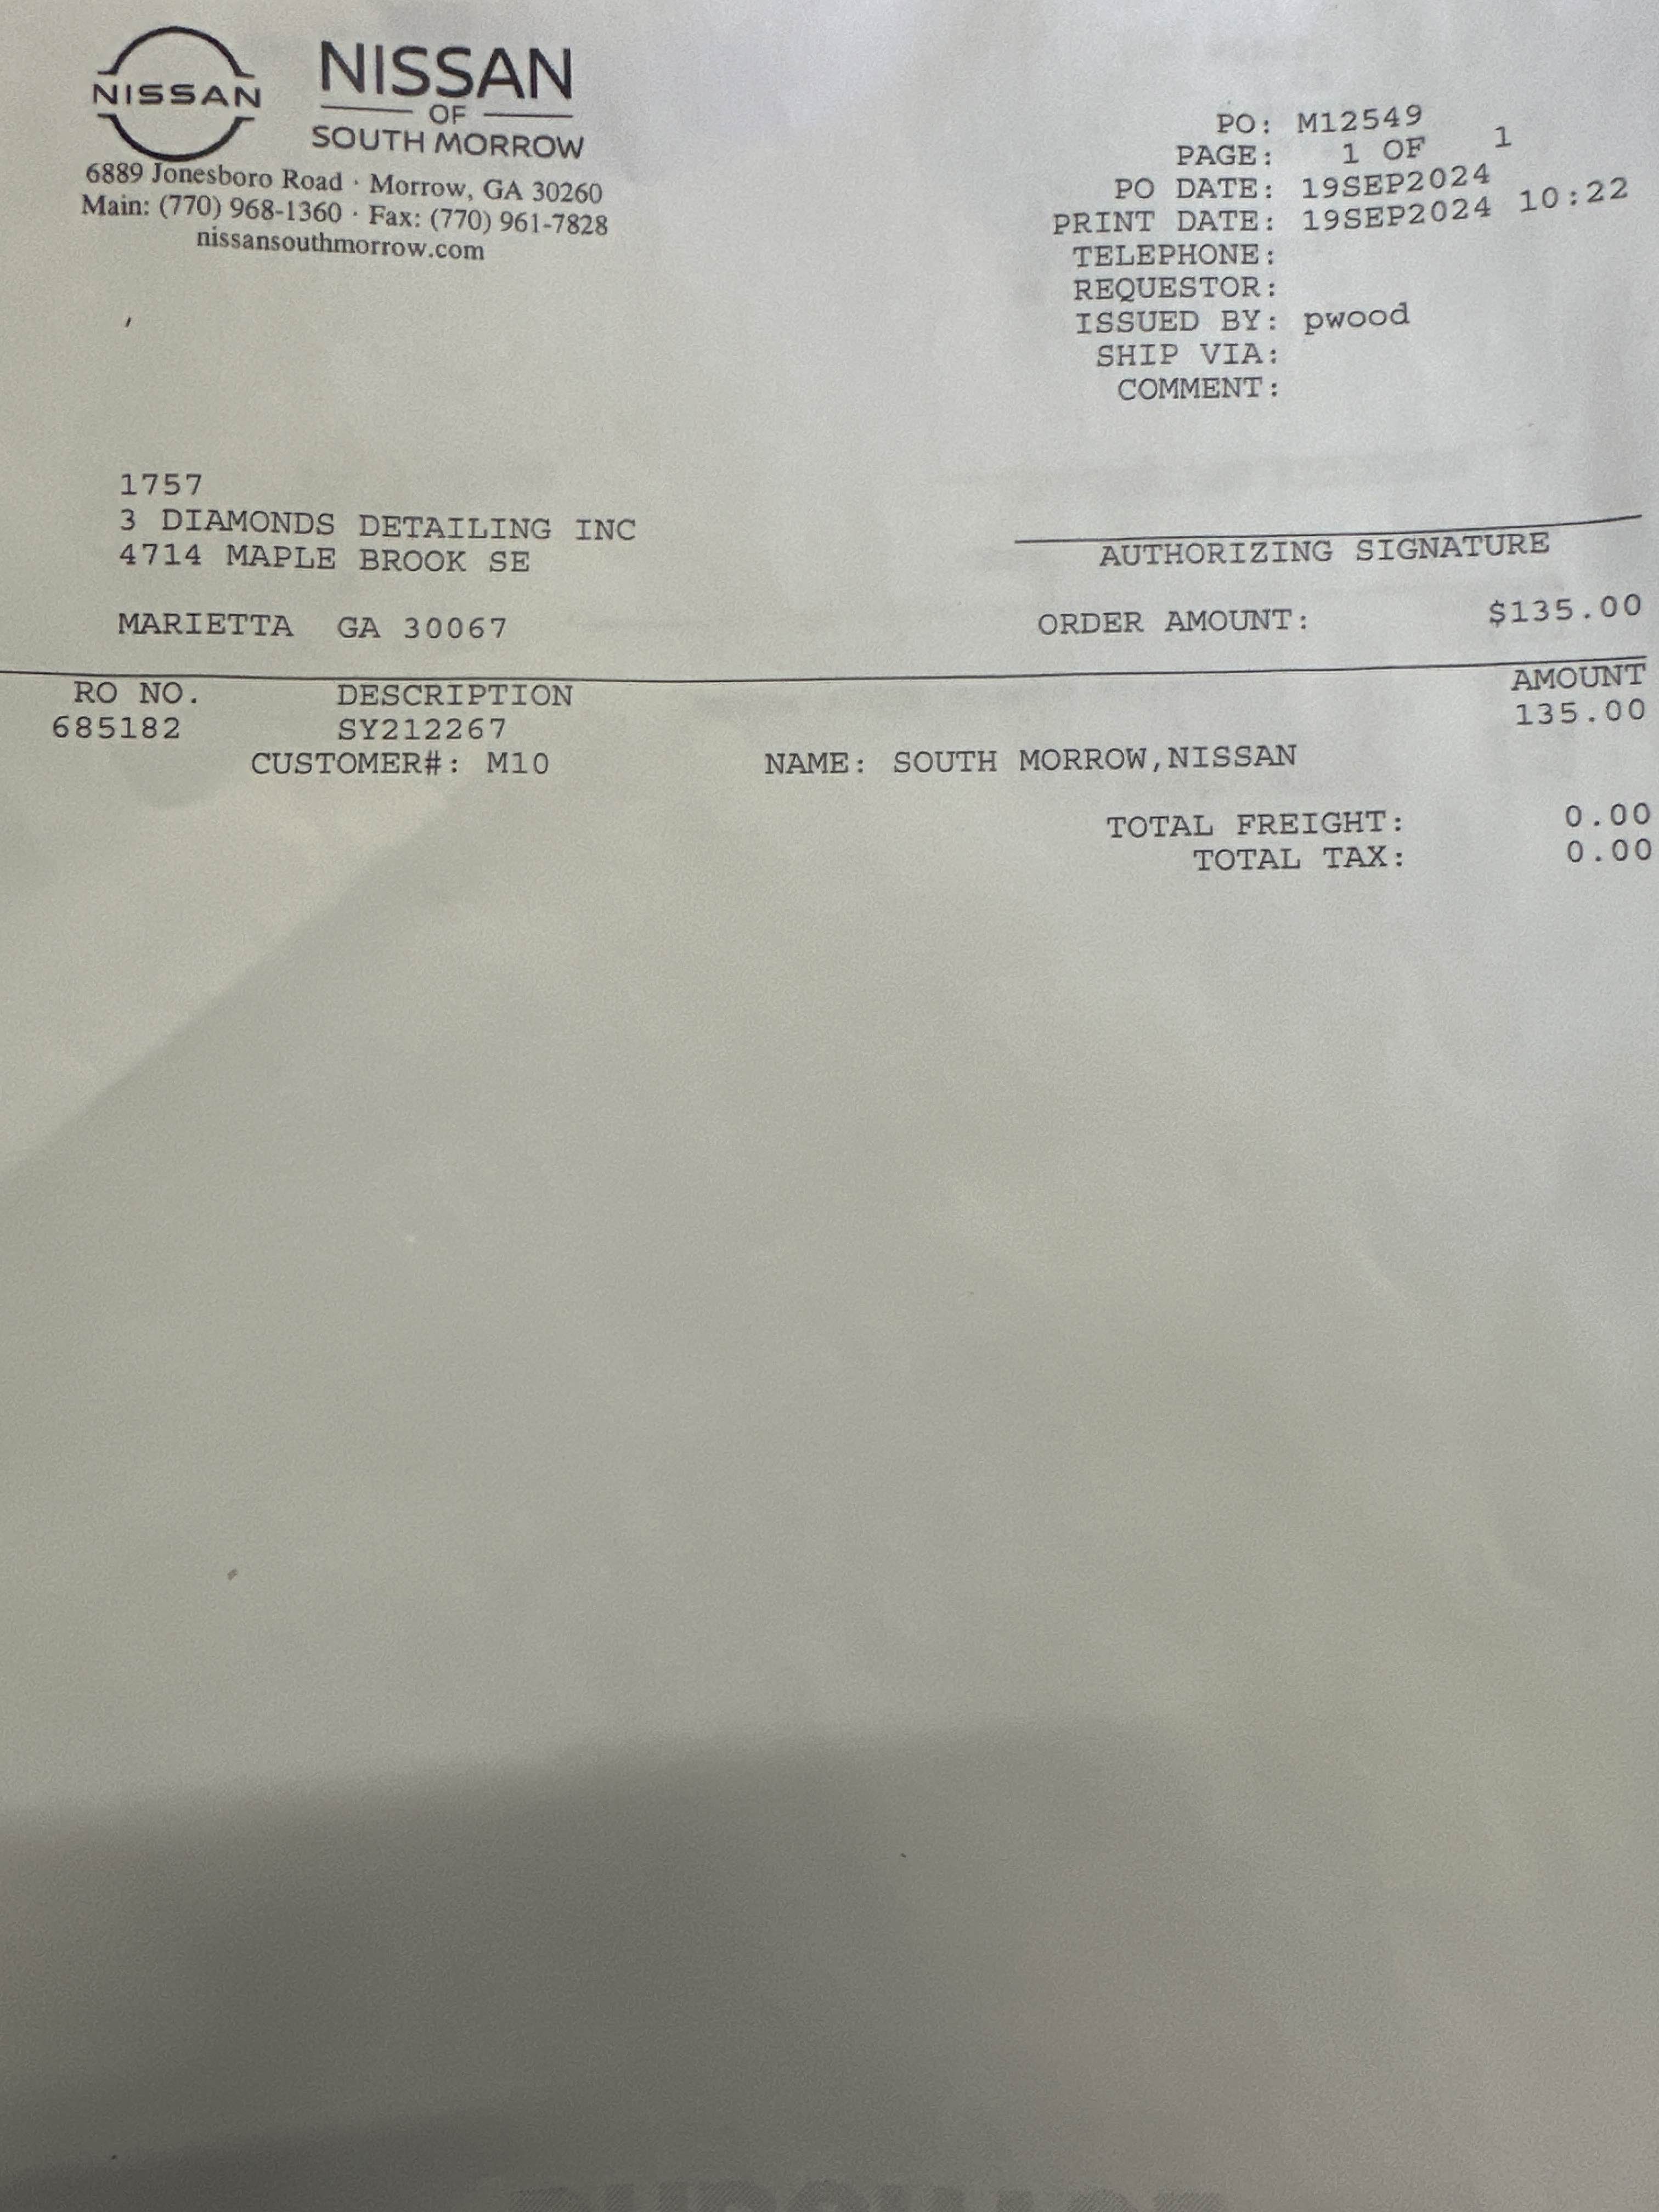 NISSAN
NISSAN
OF
SOUTH MORROW
6889 Jonesboro Road · Morrow, GA 30260
Main: (770) 968-1360 · Fax: (770) 961-7828
nissansouthmorrow.com
PO: M12549
PAGE: 1 OF 1
PO DATE: 19SEP2024
PRINT DATE: 19SEP2024 10:22
TELEPHONE:
REQUESTOR:
ISSUED BY: pwood
SHIP VIA:
COMMENT:
1757
3 DIAMONDS DETAILING INC
4714 MAPLE BROOK SE
MARIETTA GA 30067
AUTHORIZING SIGNATURE
ORDER AMOUNT: $135.00
RO NO. DESCRIPTION AMOUNT
685182 SY212267 135.00
CUSTOMER#: M10 NAME: SOUTH MORROW,NISSAN
TOTAL FREIGHT: 0.00
TOTAL TAX: 0.00